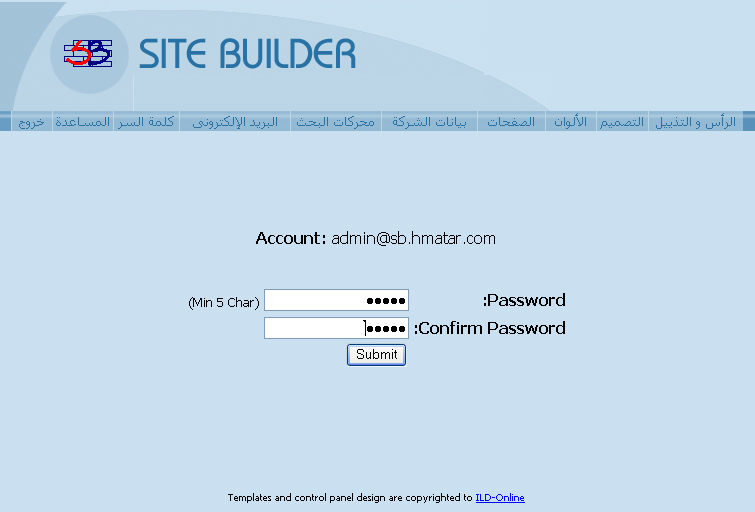 SB SITE BUILDER
الرأس و التذييل التصميم الألوان الصفحات بيانات الشركة محركات البحث البريد الإلكترونى كلمة السر المساعدة خروج
Account: admin@sb.hmatar.com
(Min 5 Char) ●●●●● :Password
●●●●● :Confirm Password
Submit
Templates and control panel design are copyrighted to ILD-Online